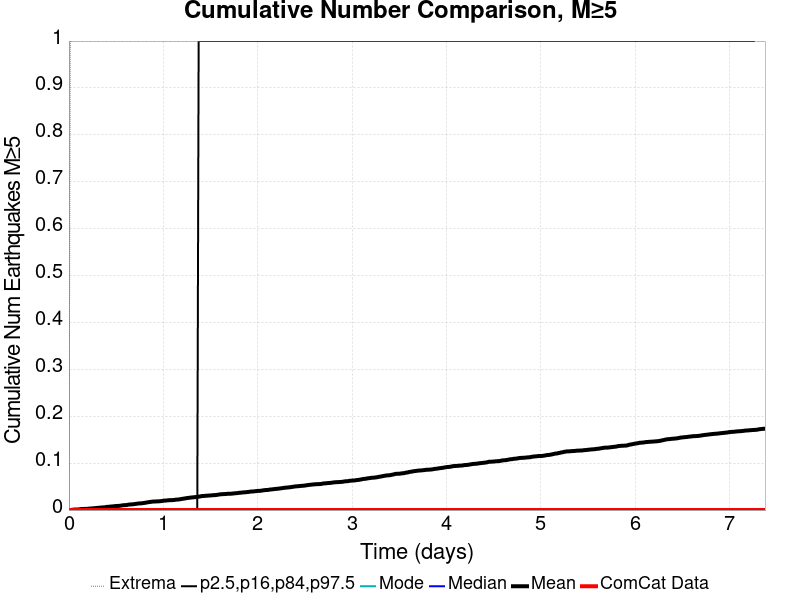 Cumulative Number Comparison, M≥5
Cumulative Num Earthquakes M≥5
1
0.9
0.8
0.7
0.6
0.5
0.4
0.3
0.2
0.1
0
0 1 2 3 4 5 6 7
Time (days)
Extrema p2.5,p16,p84,p97.5 Mode Median Mean ComCat Data